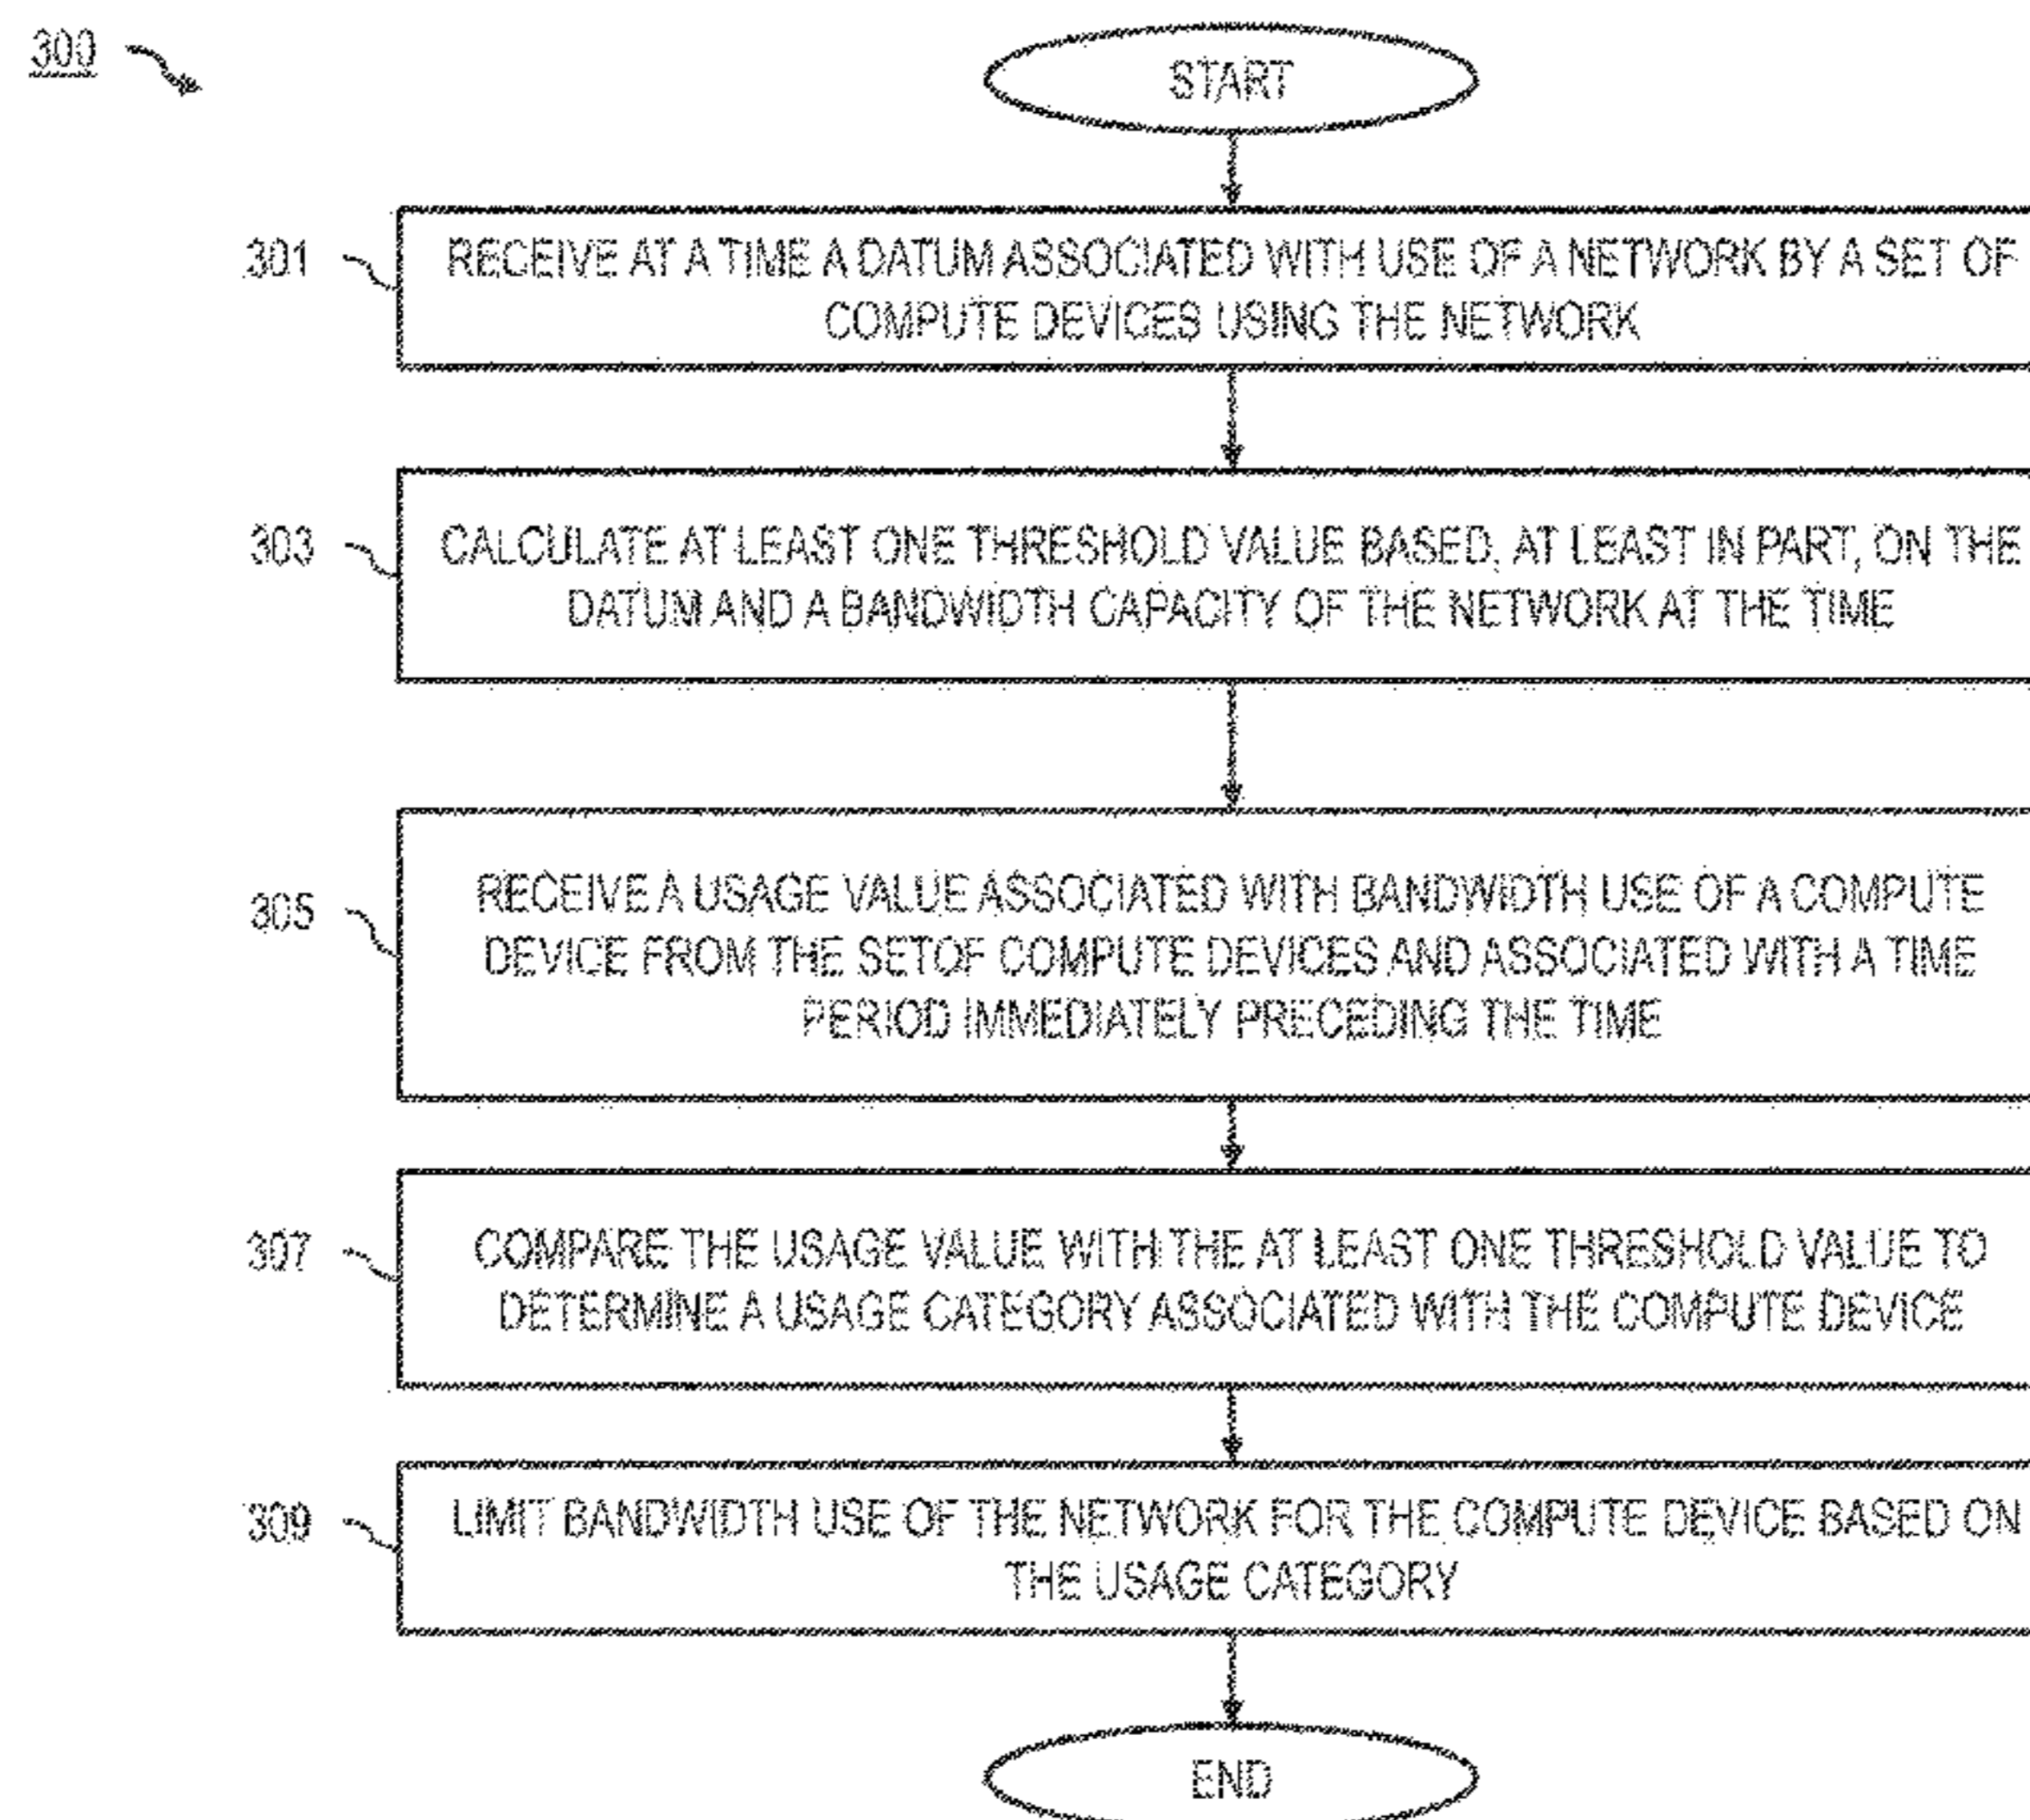 300
START
301
RECEIVE AT A TIME A DATUM ASSOCIATED WITH USE OF A NETWORK BY A SET OF
COMPUTE DEVICES USING THE NETWORK
303
CALCULATE AT LEAST ONE THRESHOLD VALUE BASED, AT LEAST IN PART, ON THE
DATUM AND A BANDWIDTH CAPACITY OF THE NETWORK AT THE TIME
305
RECEIVE A USAGE VALUE ASSOCIATED WITH BANDWIDTH USE OF A COMPUTE
DEVICE FROM THE SETOF COMPUTE DEVICES AND ASSOCIATED WITH A TIME
PERIOD IMMEDIATELY PRECEDING THE TIME
307
COMPARE THE USAGE VALUE WITH THE AT LEAST ONE THRESHOLD VALUE TO
DETERMINE A USAGE CATEGORY ASSOCIATED WITH THE COMPUTE DEVICE
309
LIMIT BANDWIDTH USE OF THE NETWORK FOR THE COMPUTE DEVICE BASED ON
THE USAGE CATEGORY
END